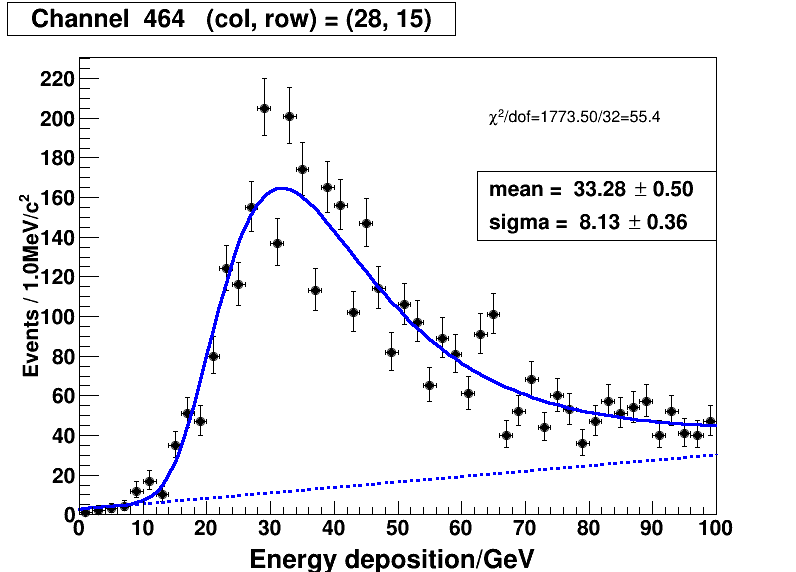 Channel 464 (col, row) = (28, 15)
χ²/dof=1773.50/32=55.4
mean = 33.28 ± 0.50
sigma = 8.13 ± 0.36
Events / 1.0MeV/c²
220
200
180
160
140
120
100
80
60
40
20
0
0 10 20 30 40 50 60 70 80 90 100
Energy deposition/GeV